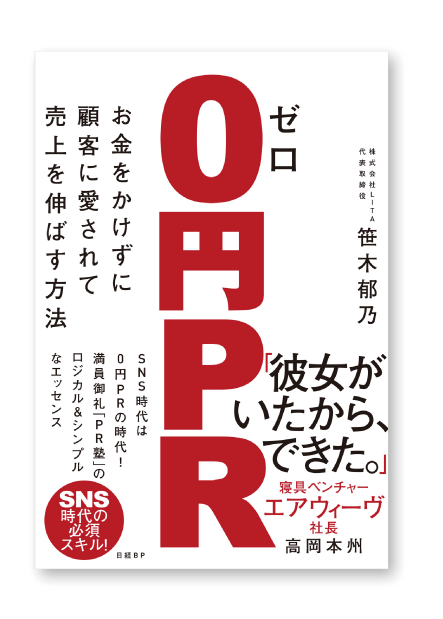 ゼロ
0円PR
お金をかけずに
顧客に愛されて
売上を伸ばす方法
株式会社LITA
代表取締役
笹木郁乃
「彼女が
いたから、
できた。」
寝具ベンチャー
エアウィーヴ
社長
高岡本州
SNS時代は
0円PRの時代！
満員御礼「PR塾」の
ロジカル＆シンプル
なエッセンス
SNS
時代の
必須
スキル！
日経BP